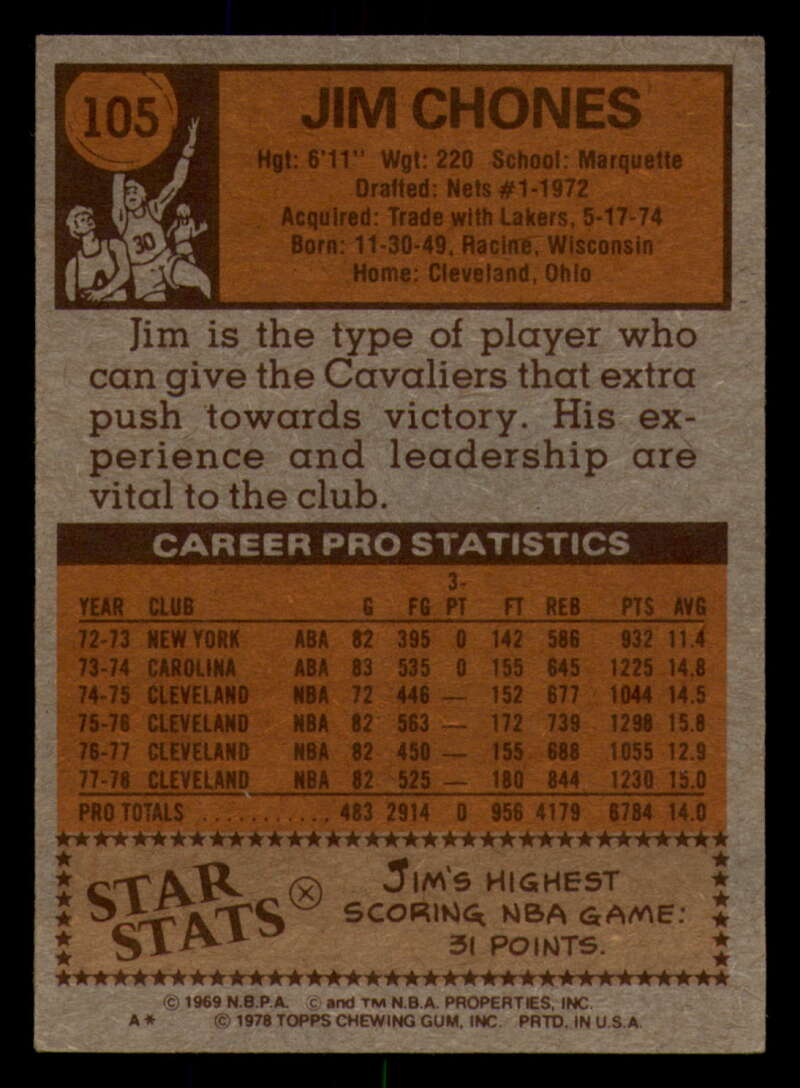 105
JIM CHONES
Hgt: 6'11" Wgt: 220 School: Marquette
Drafted: Nets #1-1972
Acquired: Trade with Lakers, 5-17-74
Born: 11-30-49, Racine, Wisconsin
Home: Cleveland, Ohio
30
Jim is the type of player who
can give the Cavaliers that extra
push towards victory. His ex-
perience and leadership are
vital to the club.
CAREER PRO STATISTICS
YEAR CLUB G FG 3-PT FT REB PTS AVG
72-73 NEW YORK ABA 82 395 0 142 586 932 11.4
73-74 CAROLINA ABA 83 535 0 155 645 1225 14.8
74-75 CLEVELAND NBA 72 446 — 152 677 1044 14.5
75-76 CLEVELAND NBA 82 563 — 172 739 1298 15.8
76-77 CLEVELAND NBA 82 450 — 155 688 1055 12.9
77-78 CLEVELAND NBA 82 525 — 180 844 1230 15.0
PRO TOTALS ............ 483 2914 0 956 4179 6784 14.0
STAR
STATS
JIM'S HIGHEST
SCORING NBA GAME:
31 POINTS.
© 1969 N.B.P.A. © and TM N.B.A. PROPERTIES, INC.
A* © 1978 TOPPS CHEWING GUM, INC. PRTD. IN U.S.A.